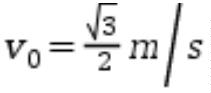 v₀ = √3/2 m/s